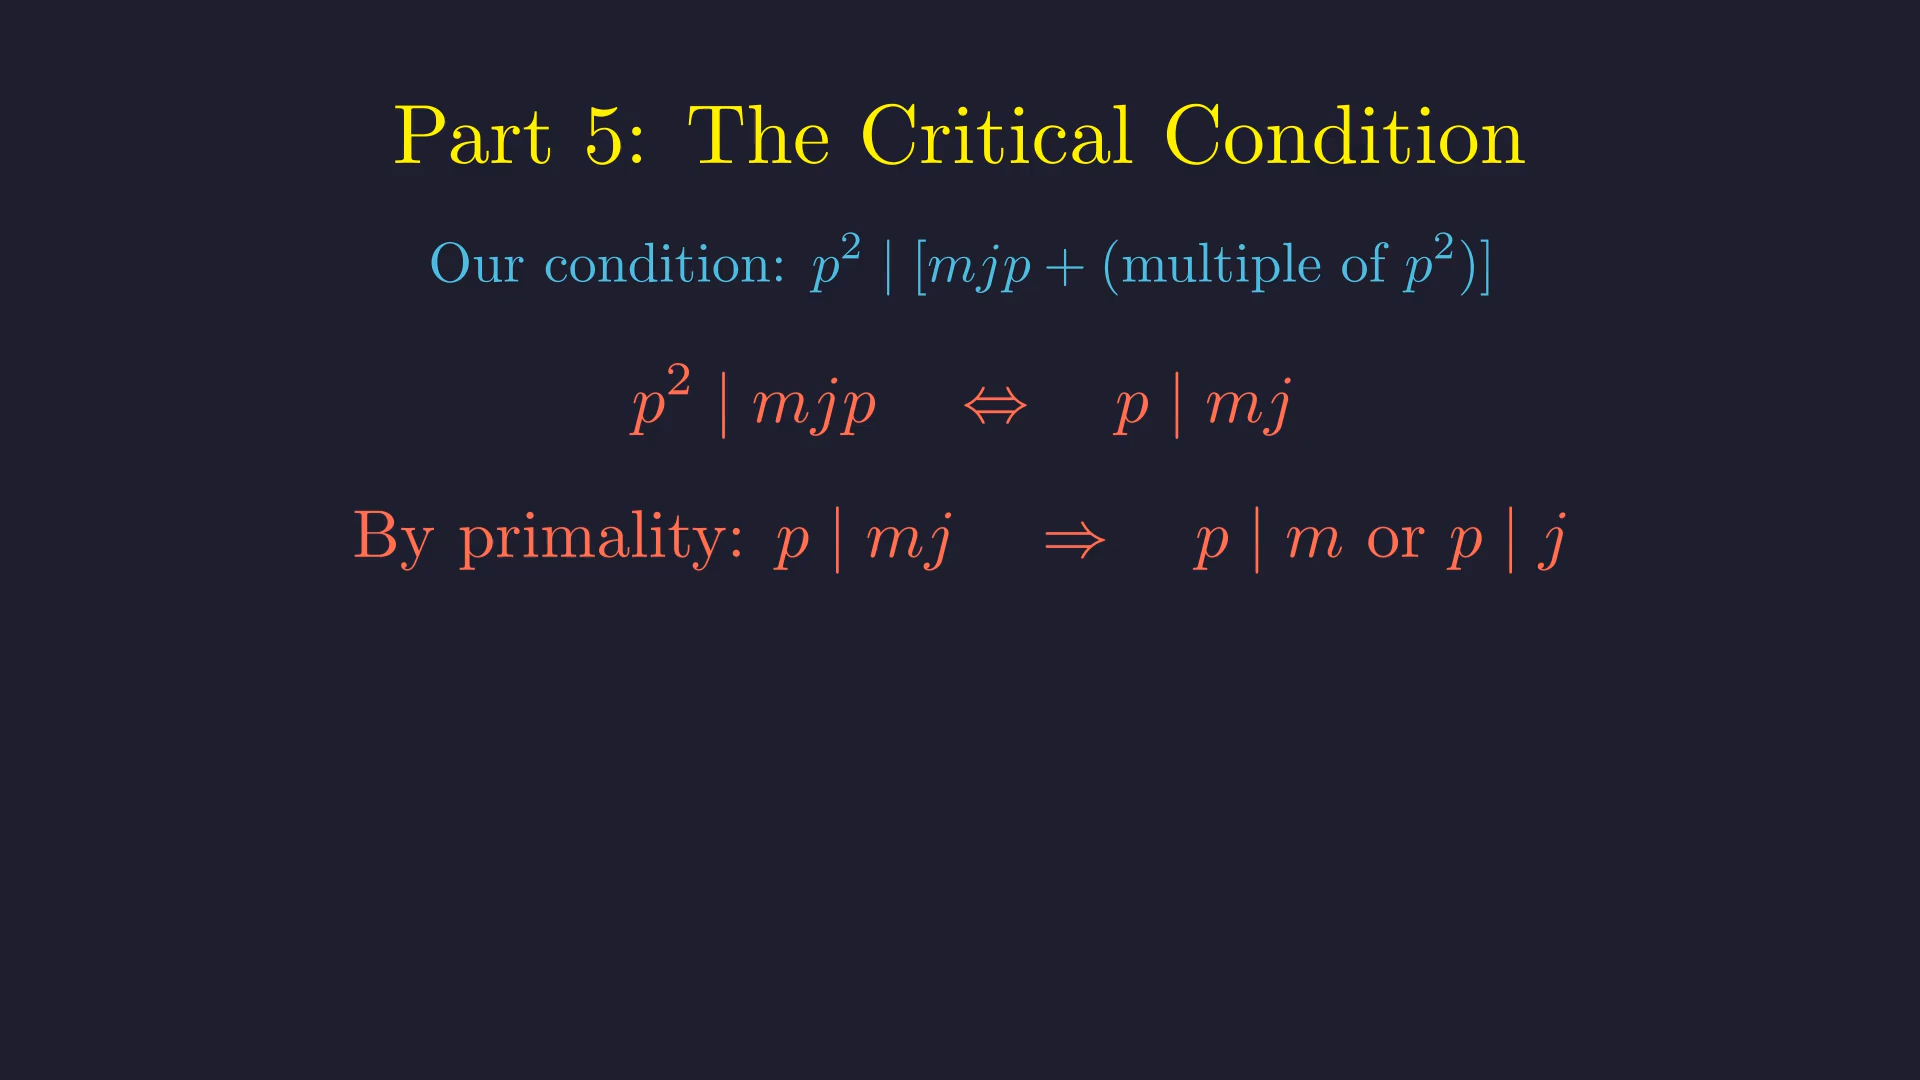 Part 5: The Critical Condition
Our condition: p² | [mjp + (multiple of p²)]
p² | mjp ⇔ p | mj
By primality: p | mj ⇒ p | m or p | j